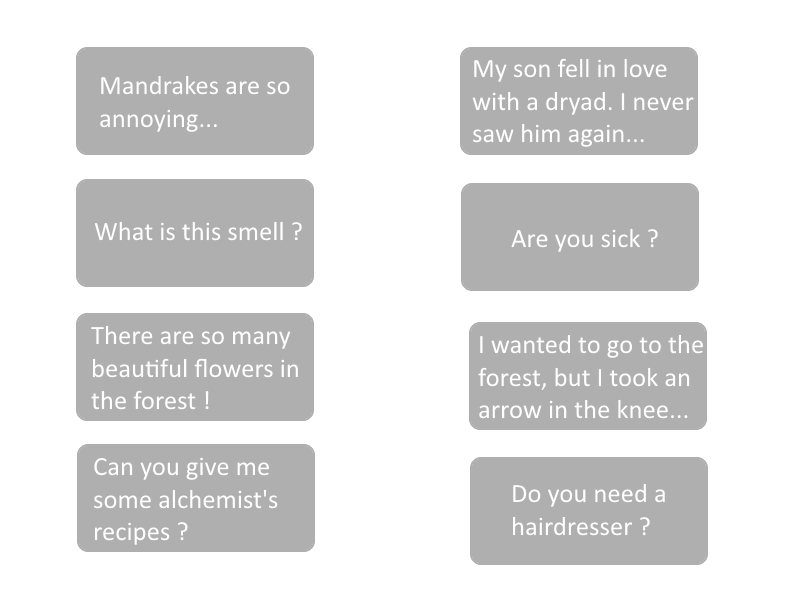 Mandrakes are so
annoying...
What is this smell ?
There are so many
beautiful flowers in
the forest !
Can you give me
some alchemist's
recipes ?
My son fell in love
with a dryad. I never
saw him again...
Are you sick ?
I wanted to go to the
forest, but I took an
arrow in the knee...
Do you need a
hairdresser ?